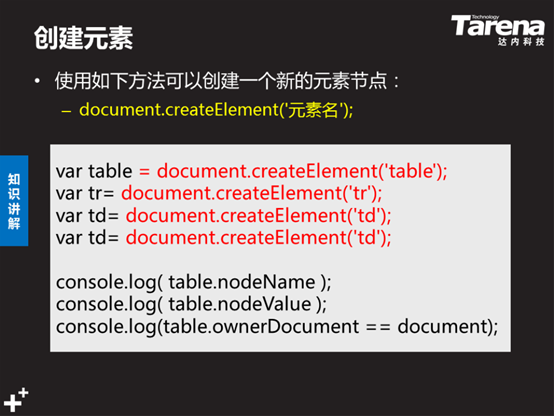 创建元素
Technology
Tarena
达内科技
• 使用如下方法可以创建一个新的元素节点：
– document.createElement('元素名');
知识讲解
var table = document.createElement('table');
var tr= document.createElement('tr');
var td= document.createElement('td');
var td= document.createElement('td');
console.log( table.nodeName );
console.log( table.nodeValue );
console.log(table.ownerDocument == document);